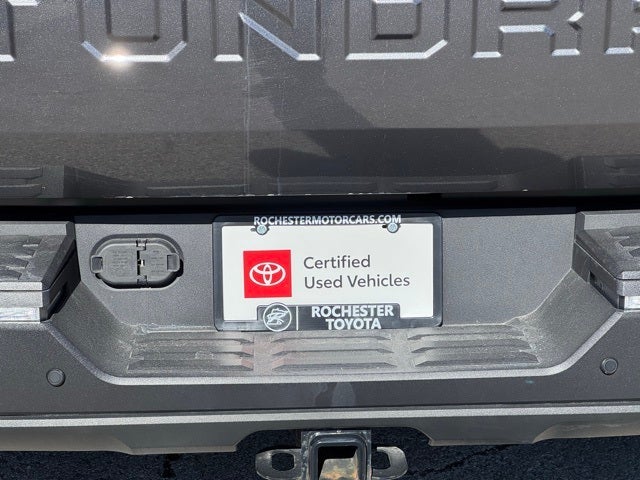 TUNDRA
ROCHESTERMOTORCARS.COM
Certified
Used Vehicles
ROCHESTER
TOYOTA